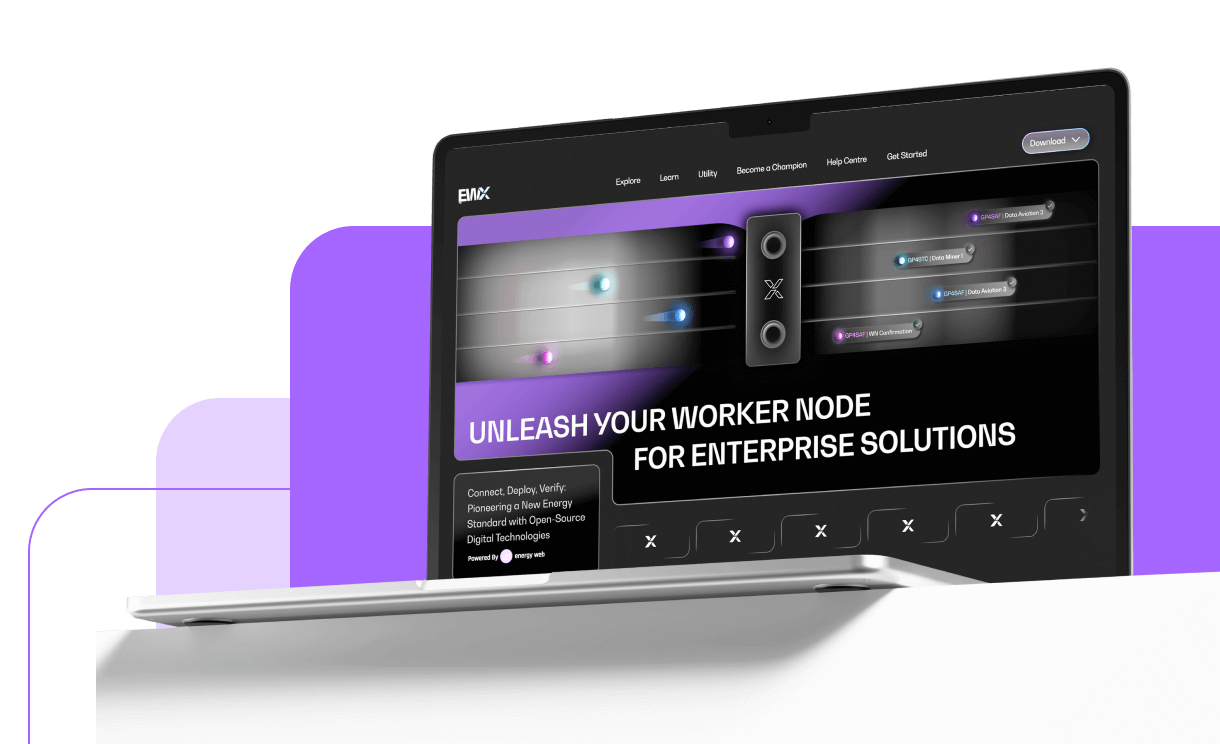 Explore Learn Utility Become a Champion Help Centre Get Started
Download
EWX
GP4SAF | Data Aviation 3
GP4BTC | Data Miner 1
GP4SAF | Data Aviation 3
GP4SAF | WN Confirmation
UNLEASH YOUR WORKER NODE
FOR ENTERPRISE SOLUTIONS
Connect, Deploy, Verify:
Pioneering a New Energy
Standard with Open-Source
Digital Technologies
Powered By energy web